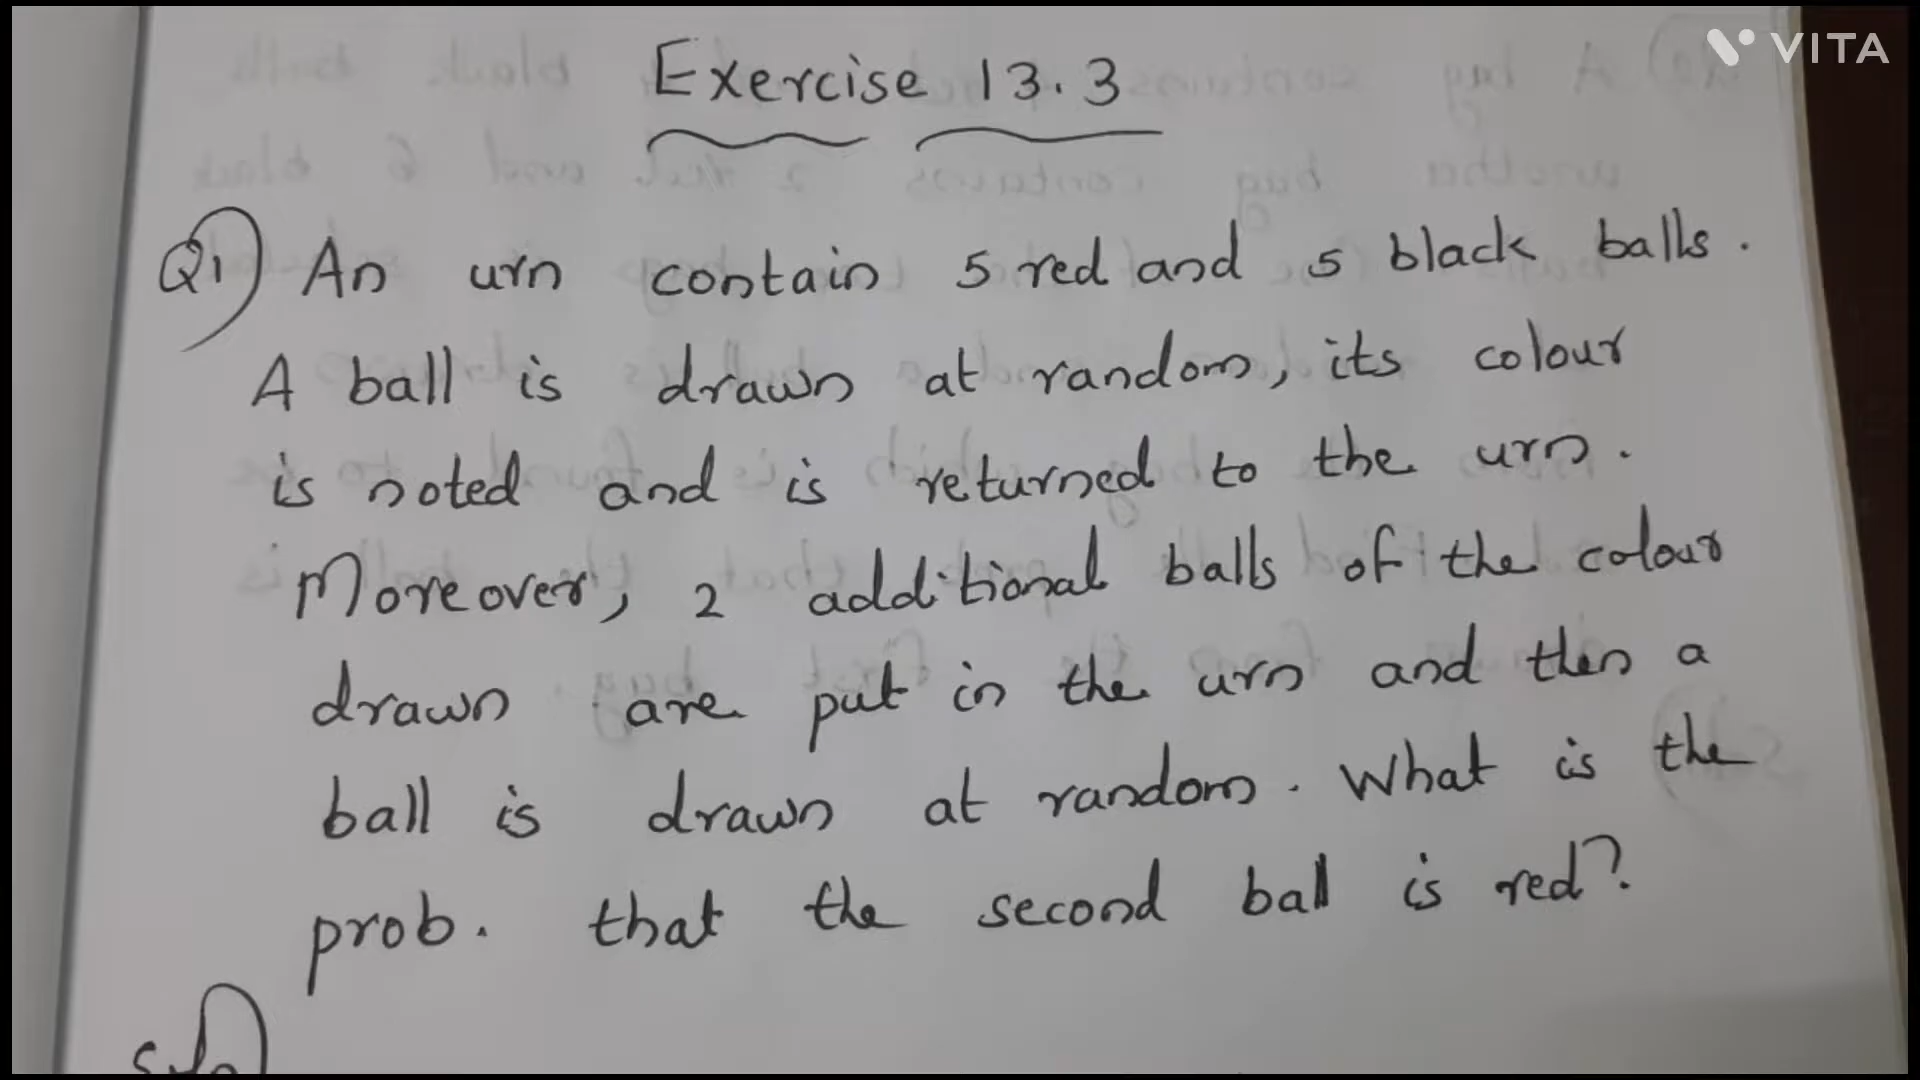 VITA
Exercise 13.3
Q1) An urn contain 5 red and 5 black balls.
A ball is drawn at random, its colour
is noted and is returned to the urn.
Moreover, 2 additional balls of the colour
drawn are put in the urn and then a
ball is drawn at random. What is the
prob. that the second ball is red?